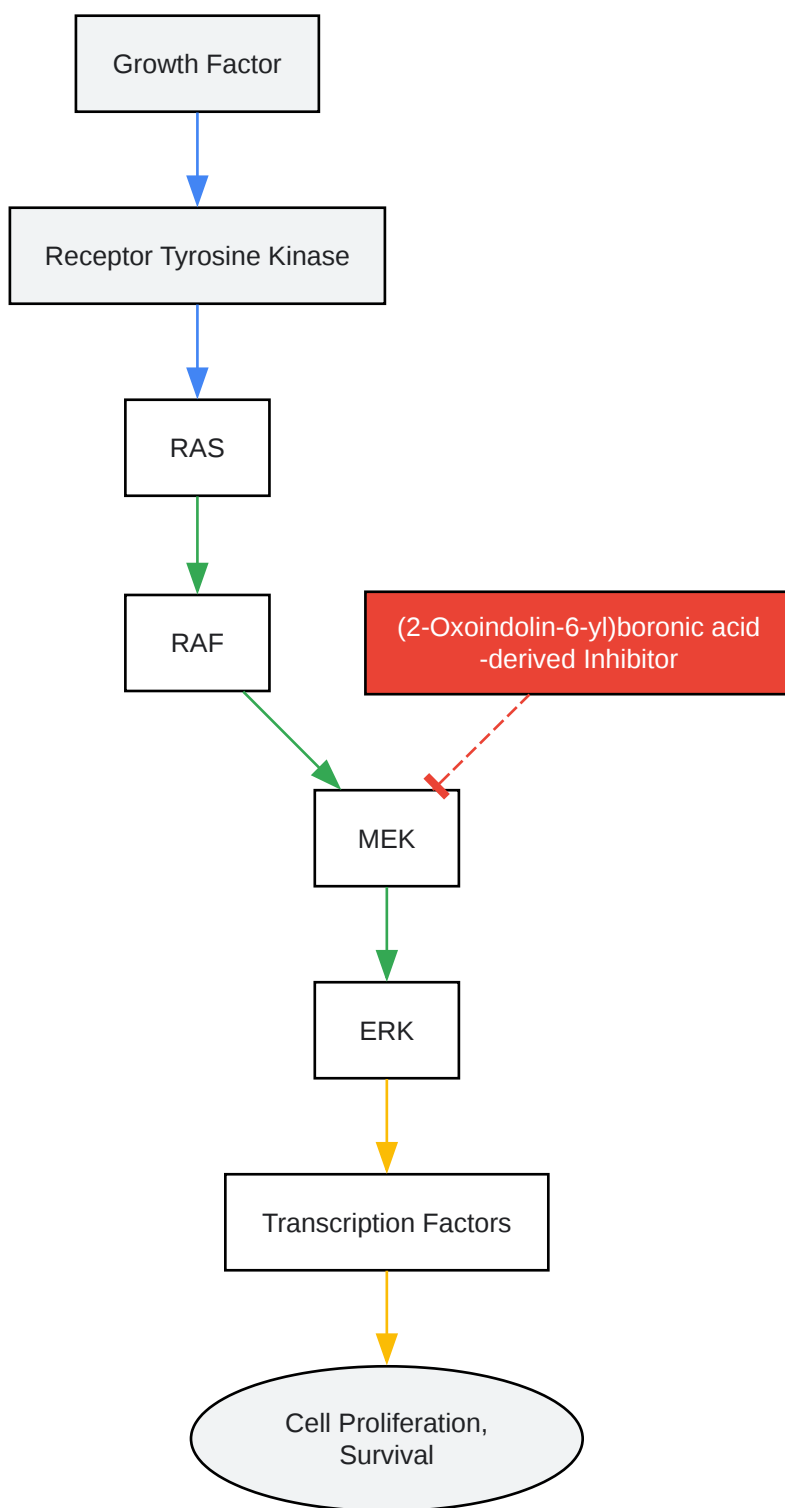 Growth Factor
Receptor Tyrosine Kinase
RAS
RAF
(2-Oxoindolin-6-yl)boronic acid
-derived Inhibitor
MEK
ERK
Transcription Factors
Cell Proliferation,
Survival